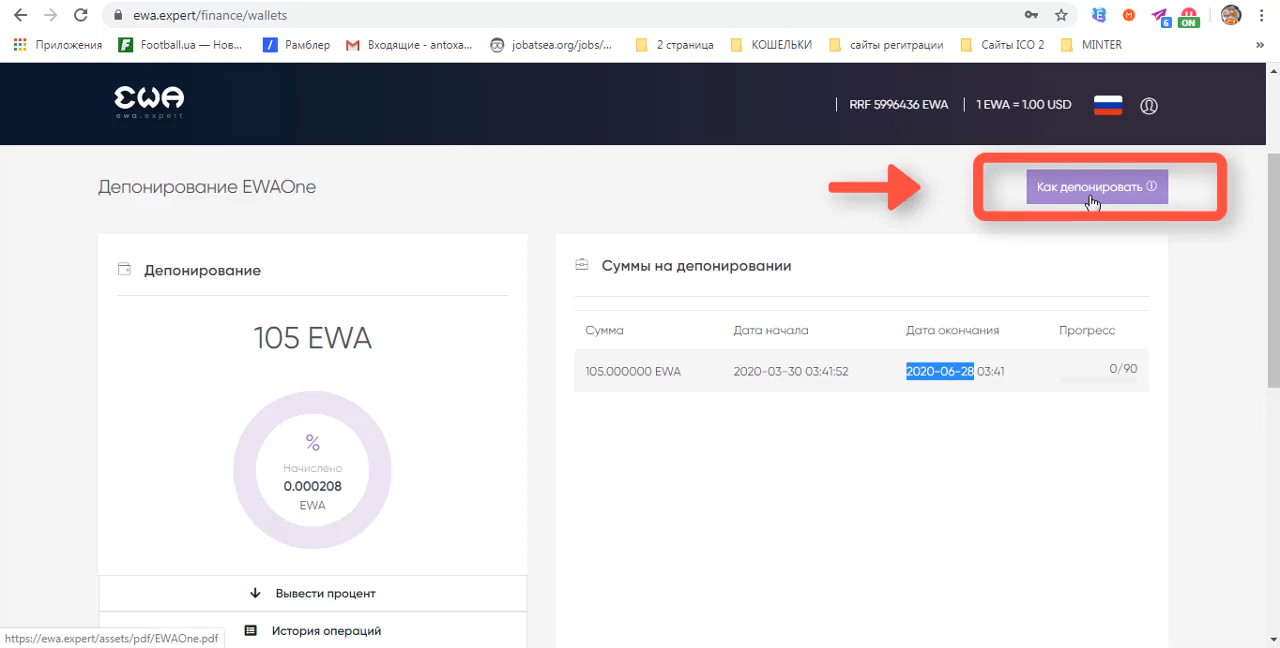 ewa.expert/finance/wallets
6
ON
Приложения
Football.ua — Нов...
Рамблер
Входящие - antoxa...
jobatsea.org/jobs/...
2 страница
КОШЕЛЬКИ
сайты регитрации
Сайты ICO 2
MINTER
»
EWA
ewa.expert
RRF 5996436 EWA
1 EWA = 1.00 USD
Депонирование EWAOne
Как депонировать
Депонирование
105 EWA
%
Начислено
0.000208
EWA
Вывести процент
История операций
Суммы на депонировании
Сумма Дата начала Дата окончания Прогресс
105.000000 EWA 2020-03-30 03:41:52 2020-06-28 03:41 0/90
https://ewa.expert/assets/pdf/EWAOne.pdf